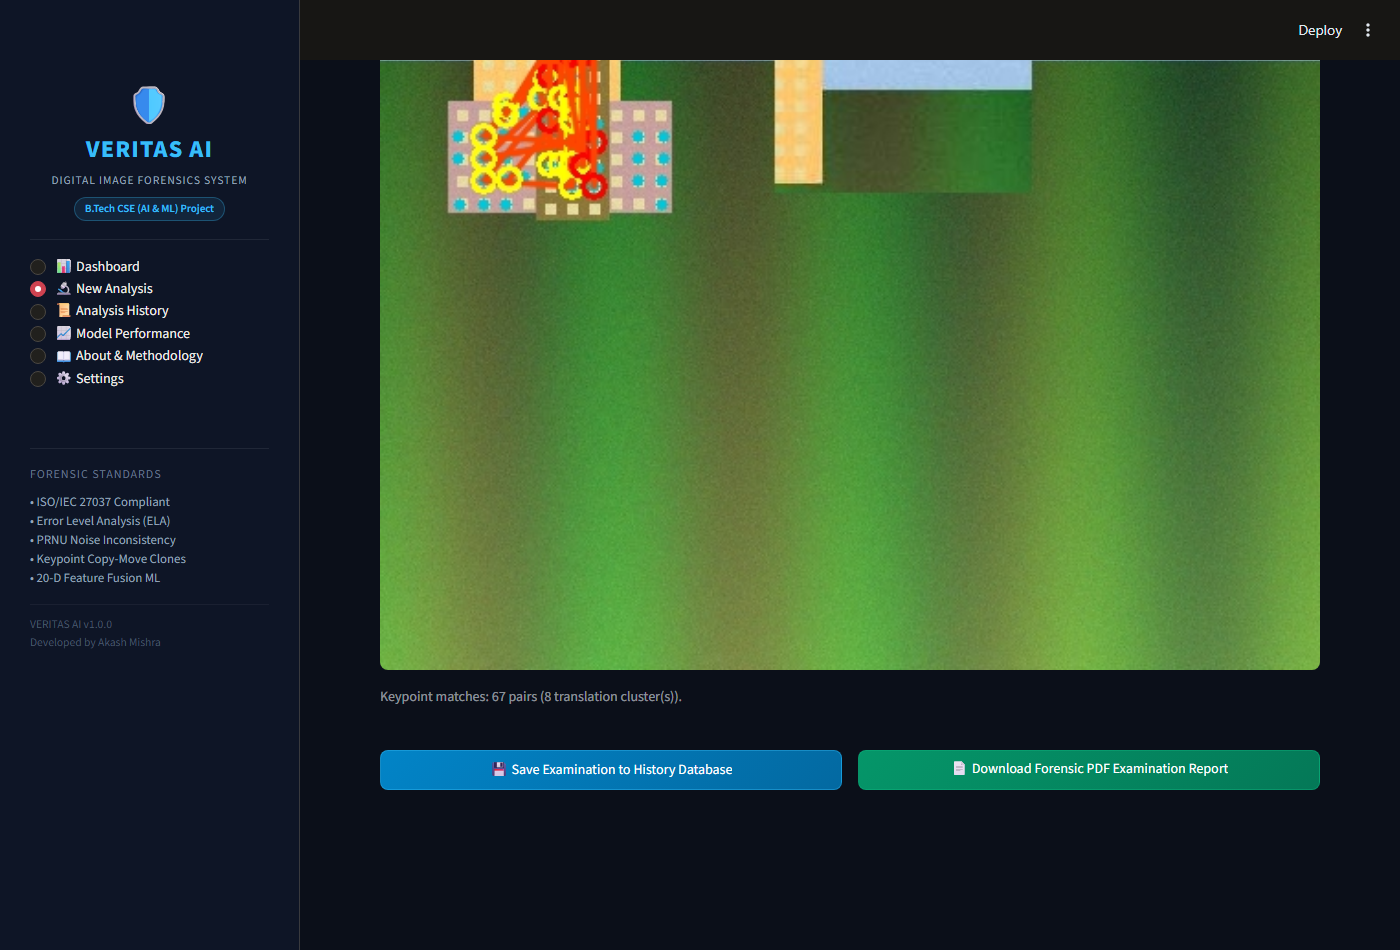 Deploy
VERITAS AI
DIGITAL IMAGE FORENSICS SYSTEM
B.Tech CSE (AI & ML) Project
Dashboard
New Analysis
Analysis History
Model Performance
About & Methodology
Settings
FORENSIC STANDARDS
• ISO/IEC 27037 Compliant
• Error Level Analysis (ELA)
• PRNU Noise Inconsistency
• Keypoint Copy-Move Clones
• 20-D Feature Fusion ML
VERITAS AI v1.0.0
Developed by Akash Mishra
Keypoint matches: 67 pairs (8 translation cluster(s)).
Save Examination to History Database
Download Forensic PDF Examination Report